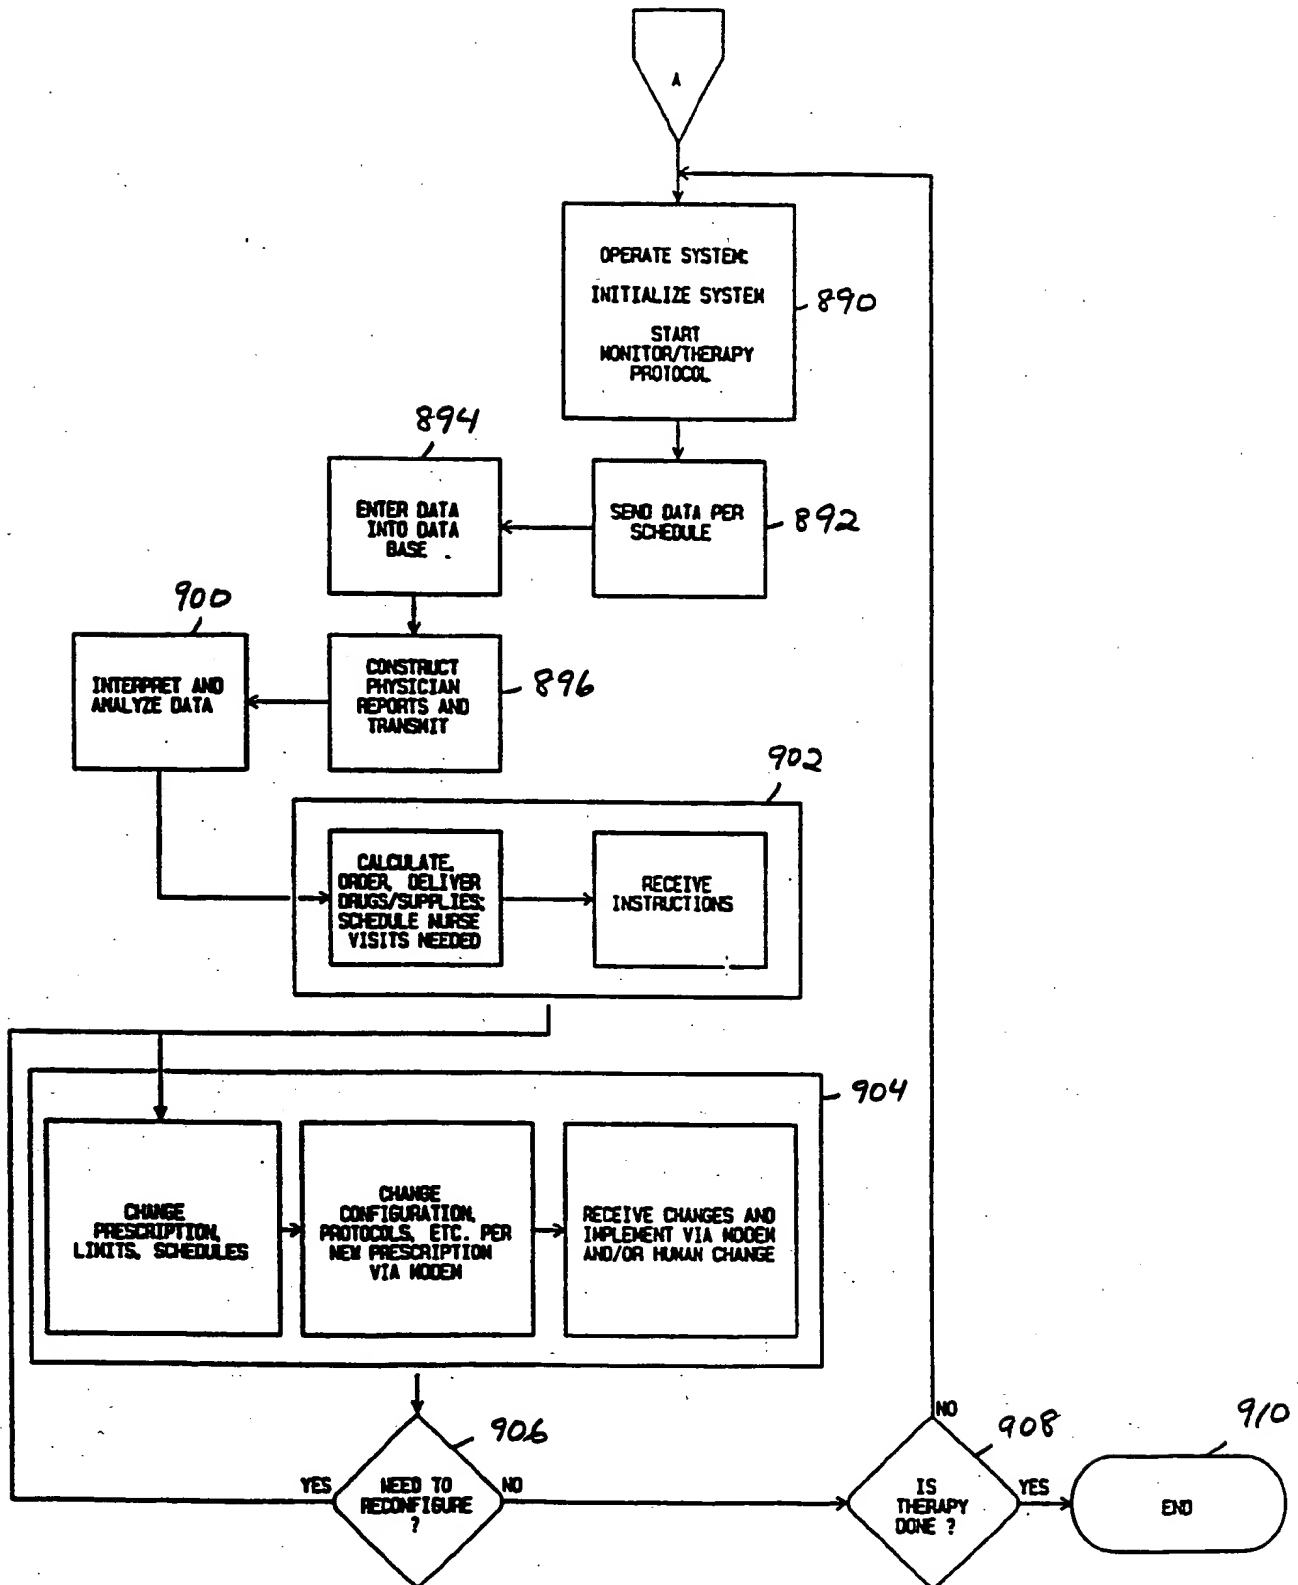 A
OPERATE SYSTEM:
INITIALIZE SYSTEM
START
MONITOR/THERAPY
PROTOCOL
890
894
ENTER DATA
INTO DATA
BASE
SEND DATA PER
SCHEDULE
892
900
INTERPRET AND
ANALYZE DATA
CONSTRUCT
PHYSICIAN
REPORTS AND
TRANSMIT
896
902
CALCULATE,
ORDER, DELIVER
DRUGS/SUPPLIES;
SCHEDULE NURSE
VISITS NEEDED
RECEIVE
INSTRUCTIONS
904
CHANGE
PRESCRIPTION,
LIMITS, SCHEDULES
CHANGE
CONFIGURATION,
PROTOCOLS, ETC. PER
NEW PRESCRIPTION
VIA MODEM
RECEIVE CHANGES AND
IMPLEMENT VIA MODEM
AND/OR HUMAN CHANGE
906
YES
NEED TO
RECONFIGURE
?
NO
NO
908
IS
THERAPY
DONE ?
YES
910
END